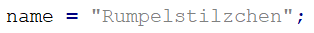 name = "Rumpelstilzchen";